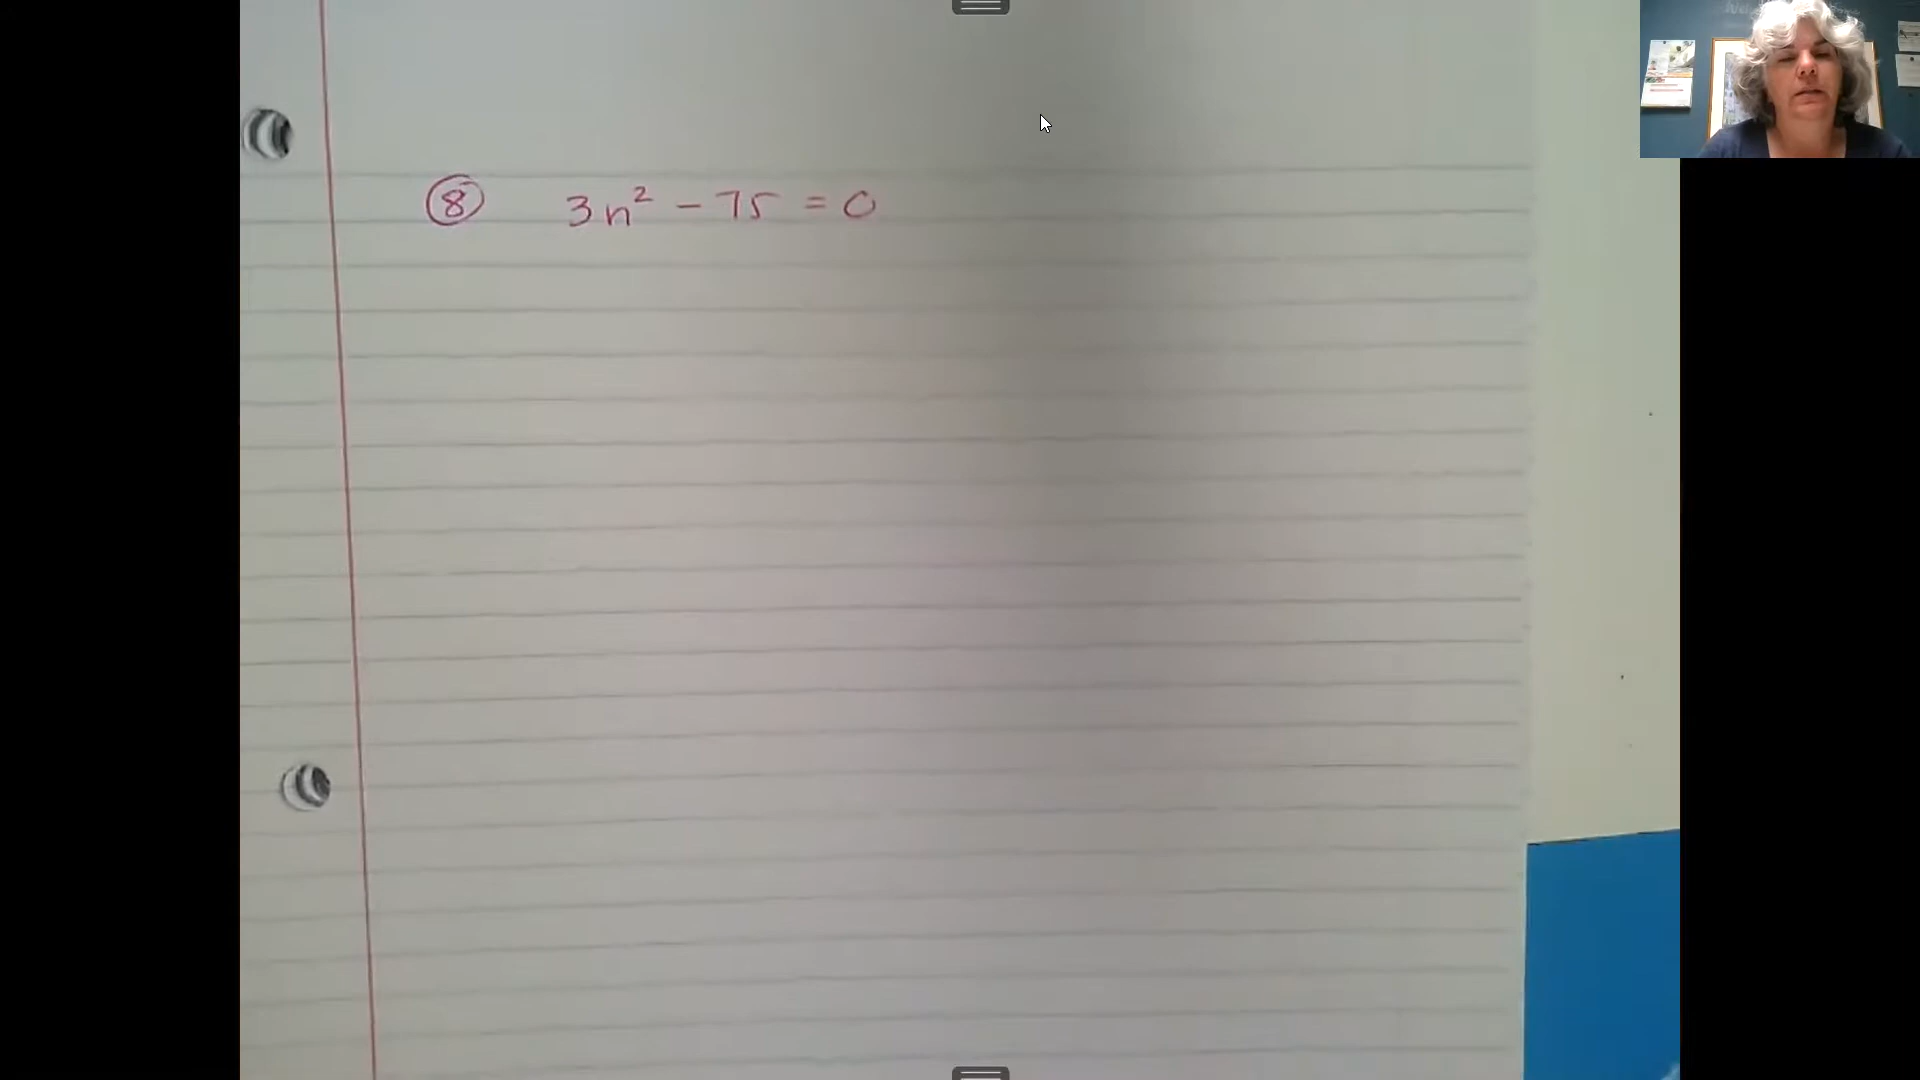 ⑧ 3n² - 75 = 0